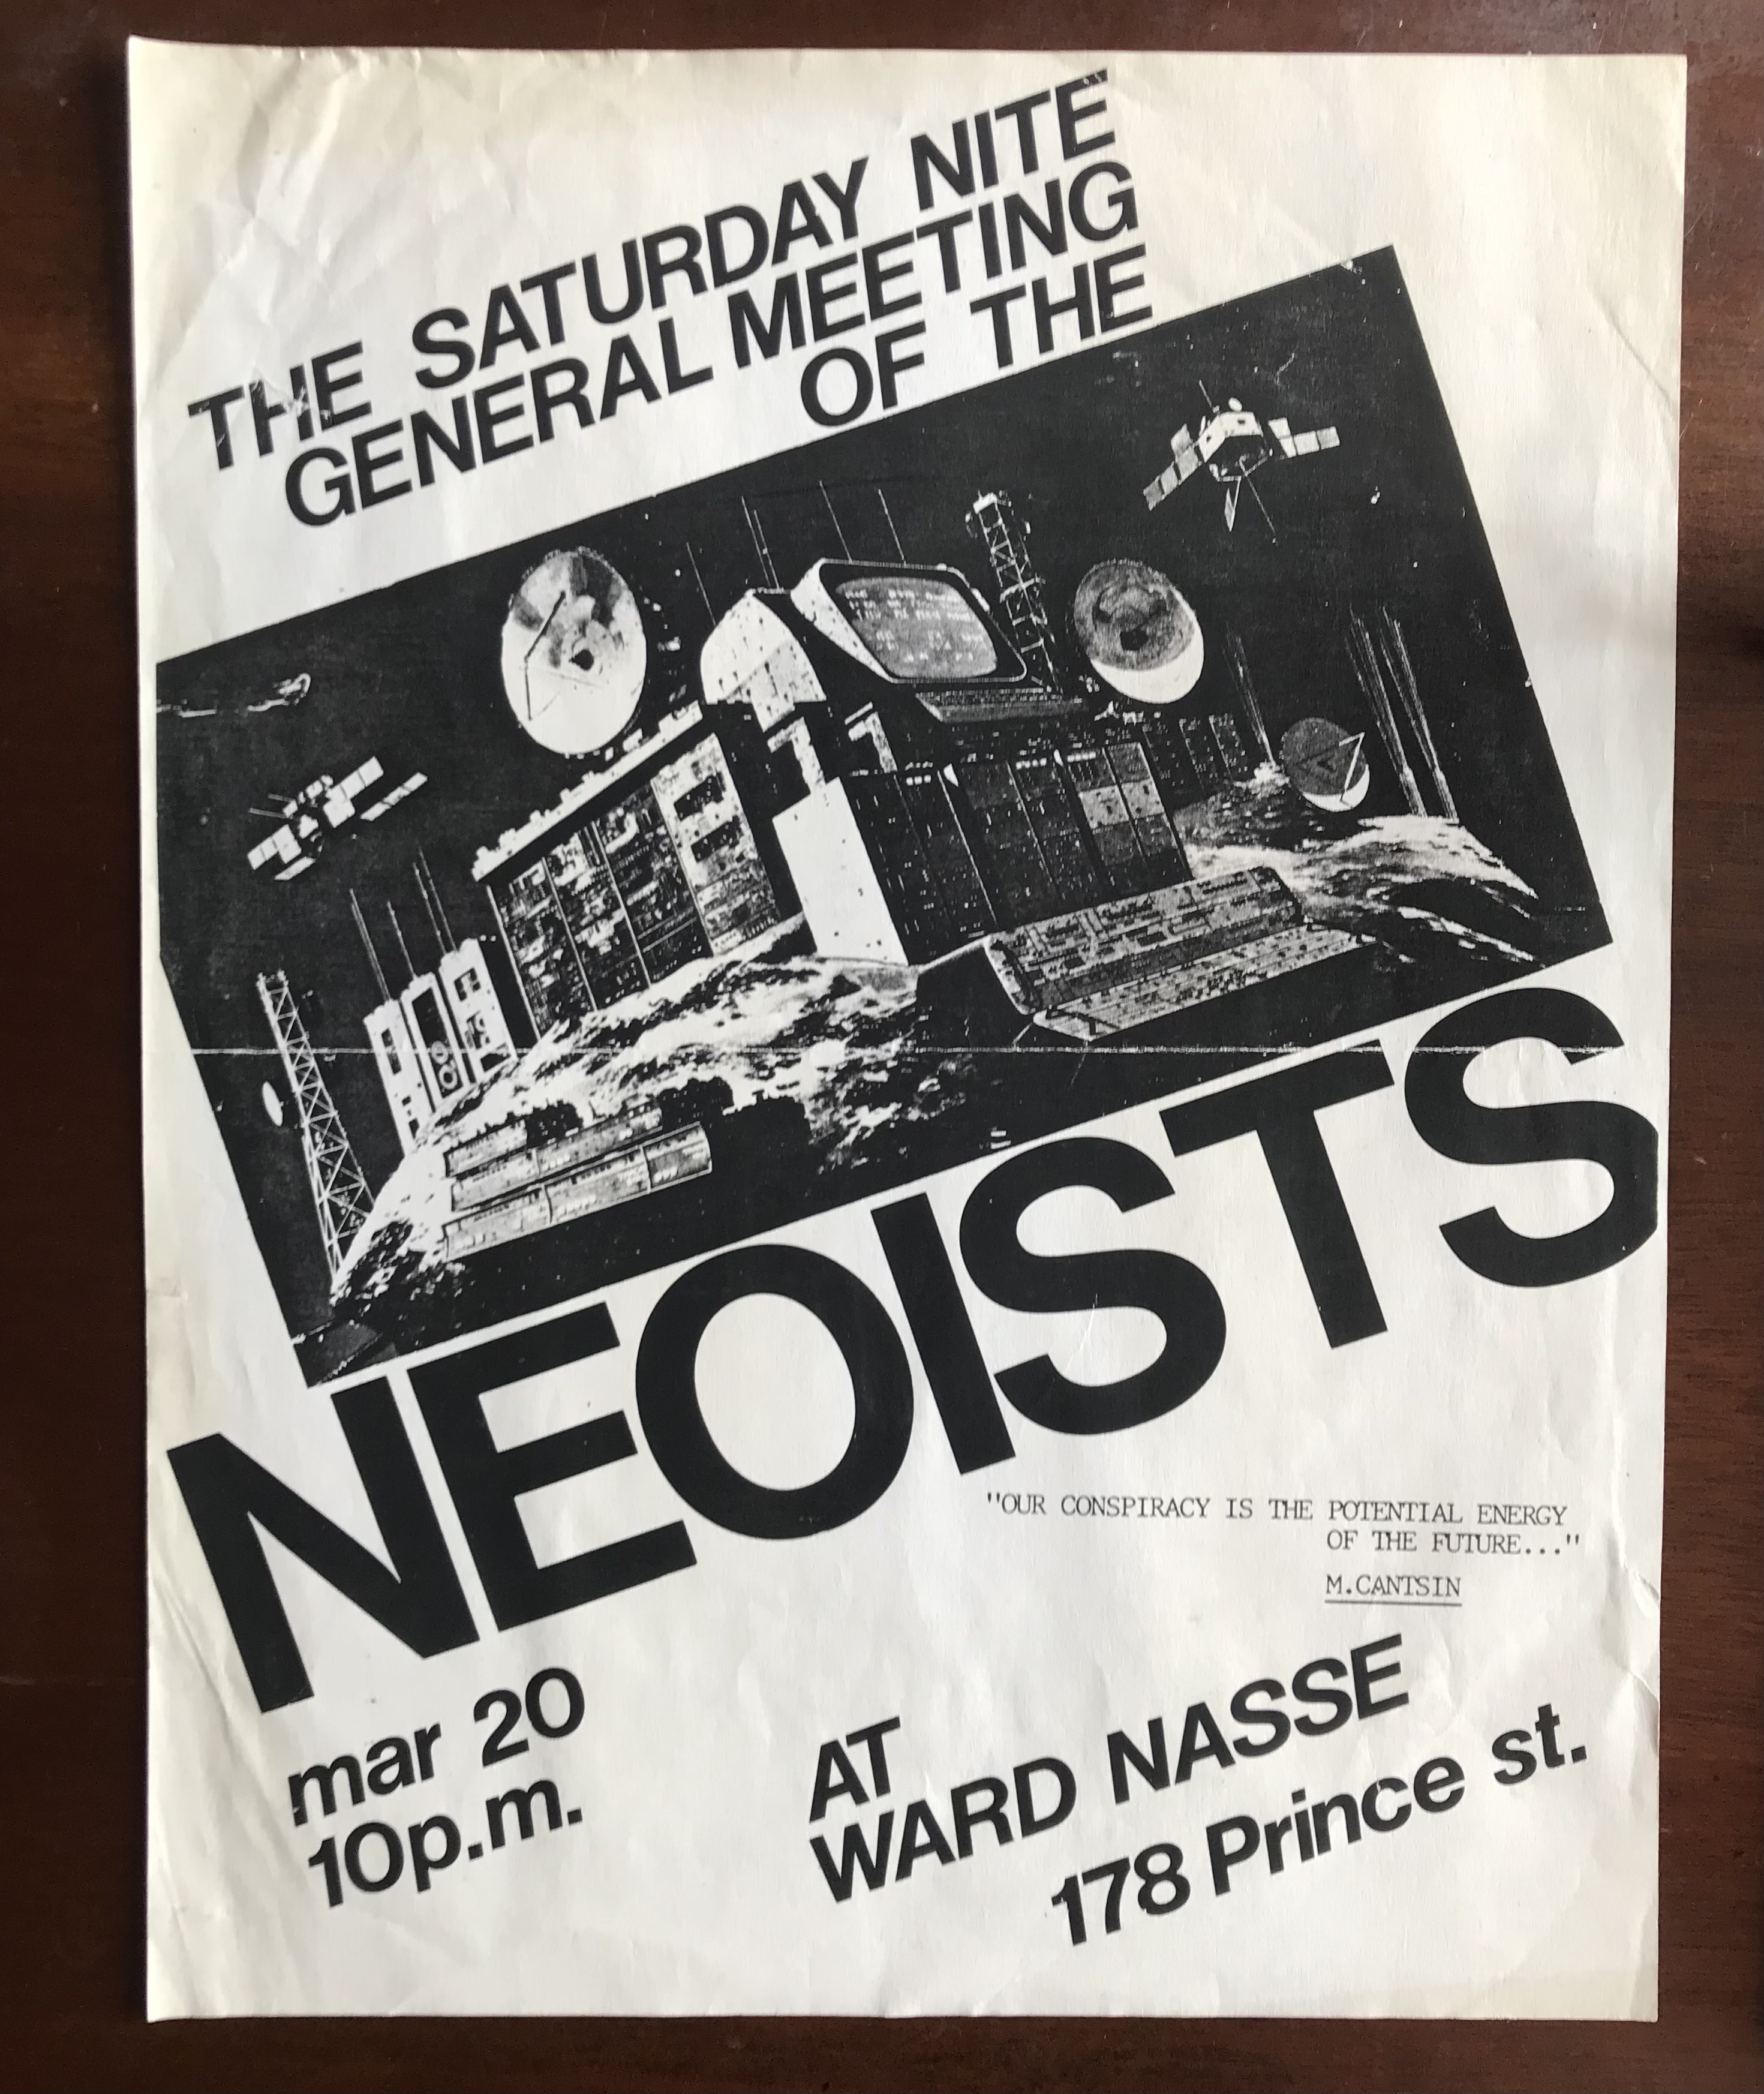 THE SATURDAY NITE
GENERAL MEETING
OF THE
NEOISTS
"OUR CONSPIRACY IS THE POTENTIAL ENERGY
OF THE FUTURE..."
M.CANTSIN
mar 20
10p.m.
AT
WARD NASSE
178 Prince st.